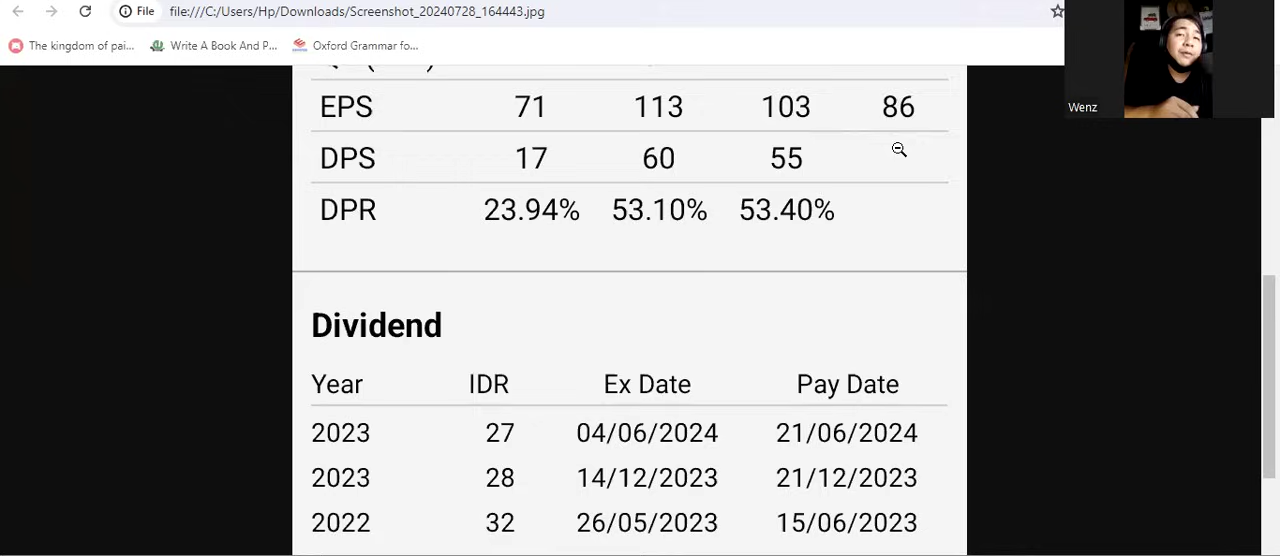 File file:///C:/Users/Hp/Downloads/Screenshot_20240728_164443.jpg
The kingdom of pai... Write A Book And P... Oxford Grammar fo...
Wenz
EPS 71 113 103 86
DPS 17 60 55
DPR 23.94% 53.10% 53.40%
Dividend
Year IDR Ex Date Pay Date
2023 27 04/06/2024 21/06/2024
2023 28 14/12/2023 21/12/2023
2022 32 26/05/2023 15/06/2023